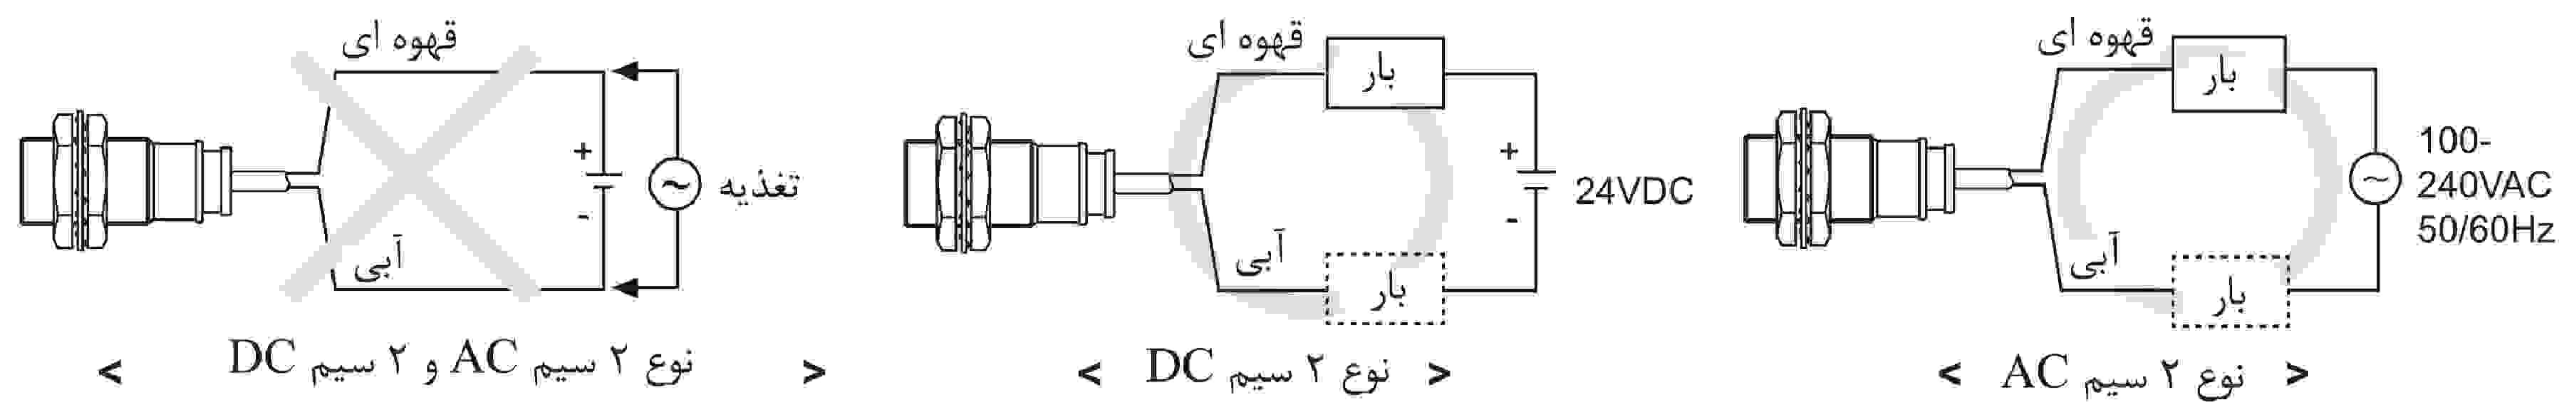 قهوه ای
+
-
~
تغذیه
آبی
< نوع ۲ سیم AC و ۲ سیم DC >
قهوه ای
بار
+
-
24VDC
آبی
بار
< نوع ۲ سیم DC >
قهوه ای
بار
~
100-
240VAC
50/60Hz
آبی
بار
< نوع ۲ سیم AC >